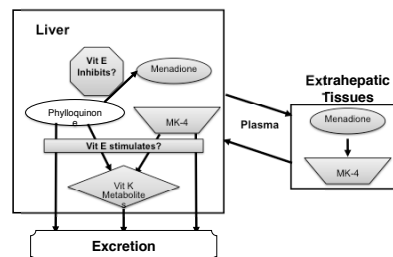 Liver
Vit E
Inhibits?
Menadione
Extrahepatic
Tissues
Phylloquinon
e
MK-4
Plasma
Menadione
Vit E stimulates?
MK-4
Vit K
Metabolite
s
Excretion